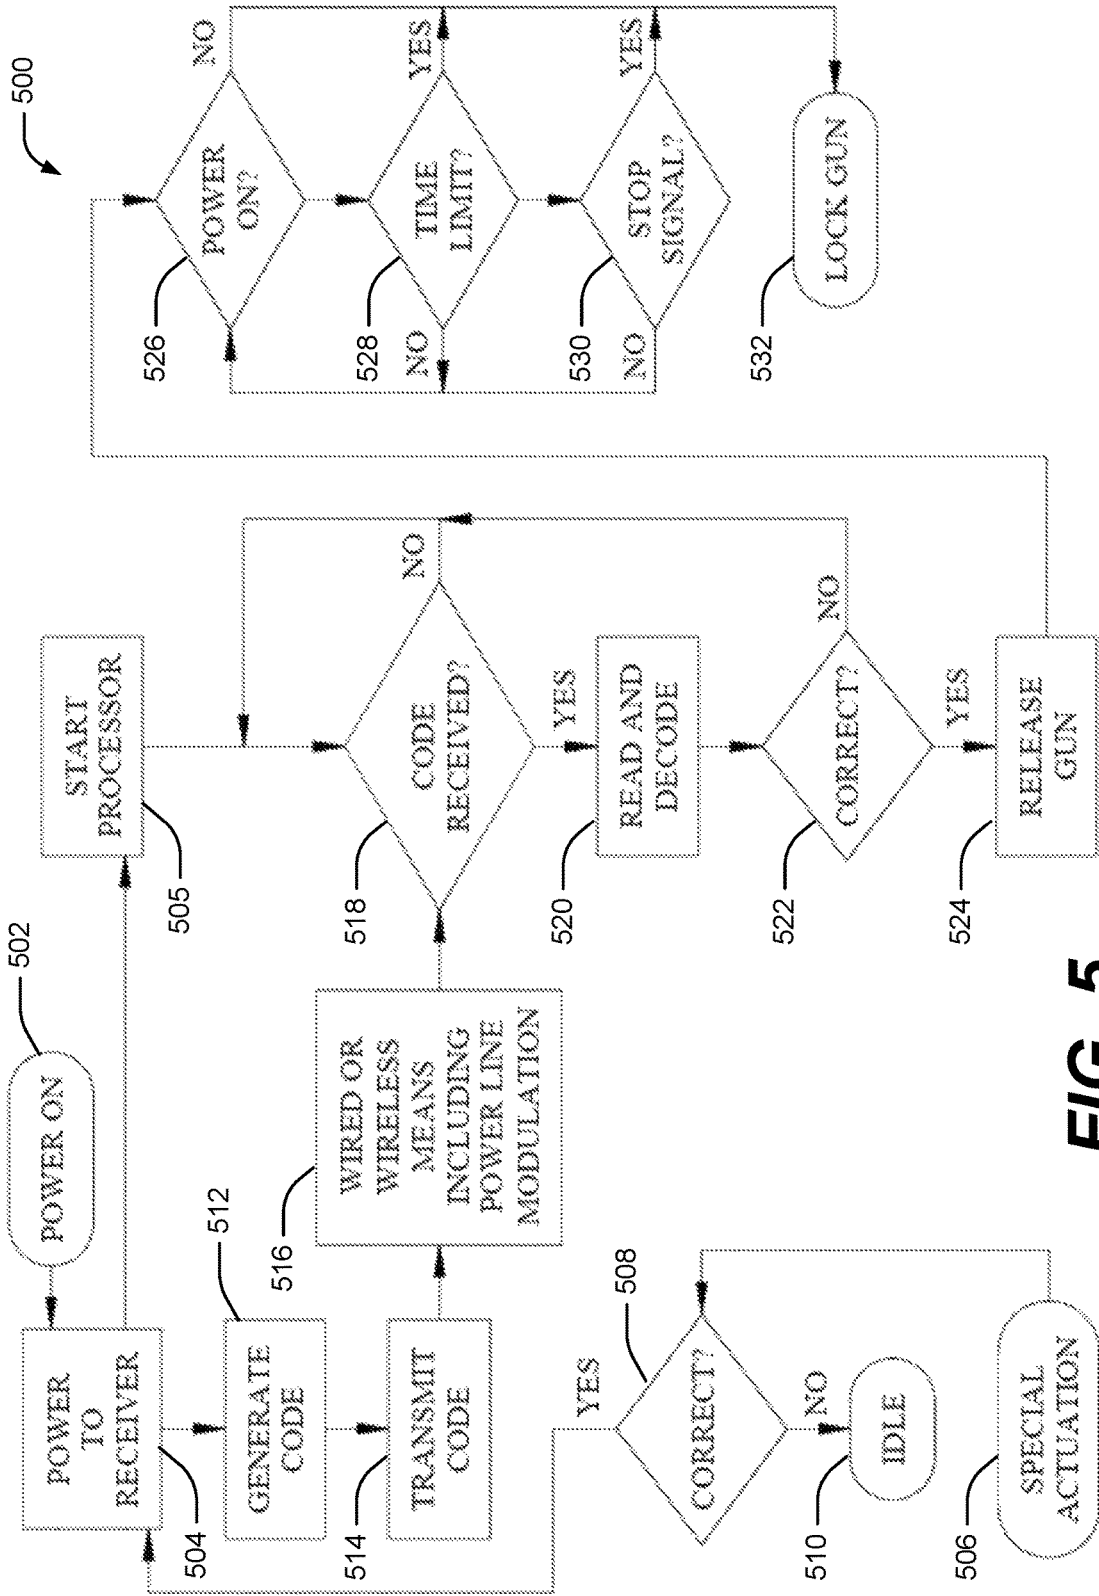 500
502
POWER ON
POWER
TO
RECEIVER
504
START
PROCESSOR
505
GENERATE
CODE
512
TRANSMIT
CODE
514
WIRED OR
WIRELESS
MEANS
INCLUDING
POWER LINE
MODULATION
516
CODE
RECEIVED?
518
NO
YES
READ AND
DECODE
520
CORRECT?
522
NO
YES
RELEASE
GUN
524
YES
CORRECT?
508
NO
IDLE
510
SPECIAL
ACTUATION
506
POWER
ON?
526
NO
TIME
LIMIT?
528
NO
YES
STOP
SIGNAL?
530
NO
YES
LOCK GUN
532
FIG. 5